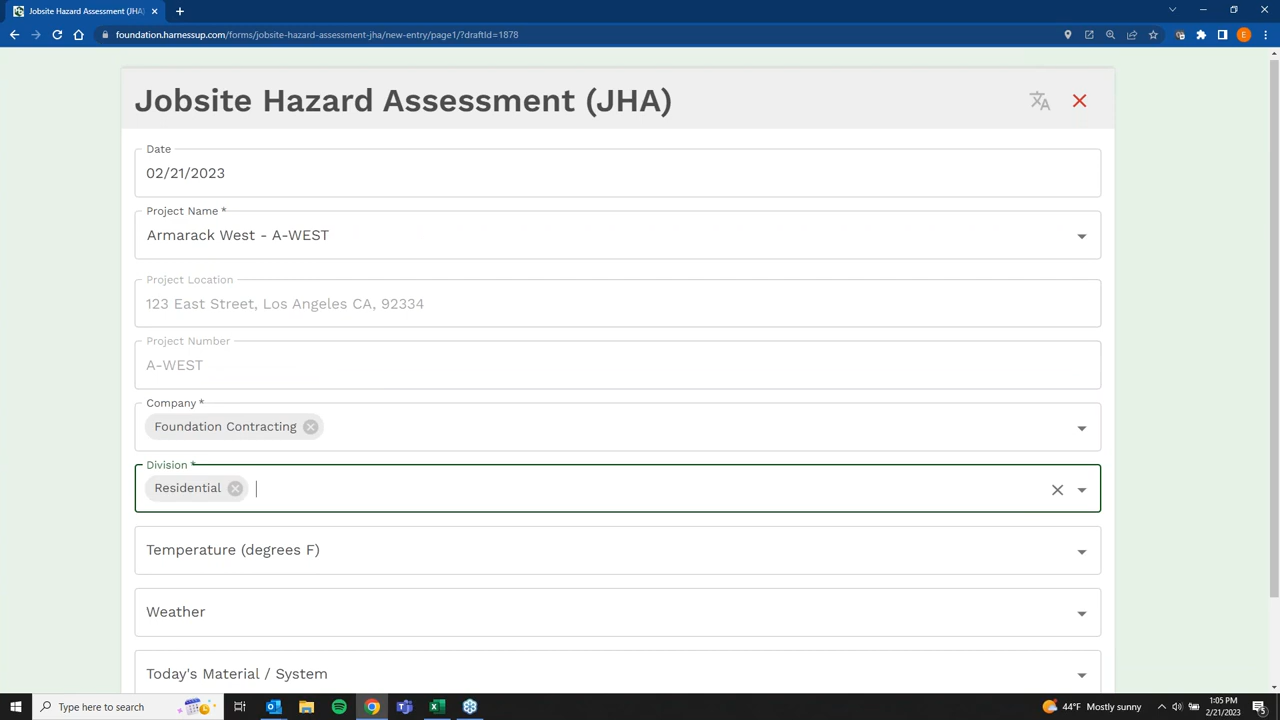 Jobsite Hazard Assessment (JHA)
foundation.harnessup.com/forms/jobsite-hazard-assessment-jha/new-entry/page1/?draftId=1878
E
Jobsite Hazard Assessment (JHA)
Date
02/21/2023
Project Name *
Armarack West - A-WEST
Project Location
123 East Street, Los Angeles CA, 92334
Project Number
A-WEST
Company *
Foundation Contracting
Division *
Residential
Temperature (degrees F)
Weather
Today's Material / System
Type here to search
44°F Mostly sunny
1:05 PM
2/21/2023